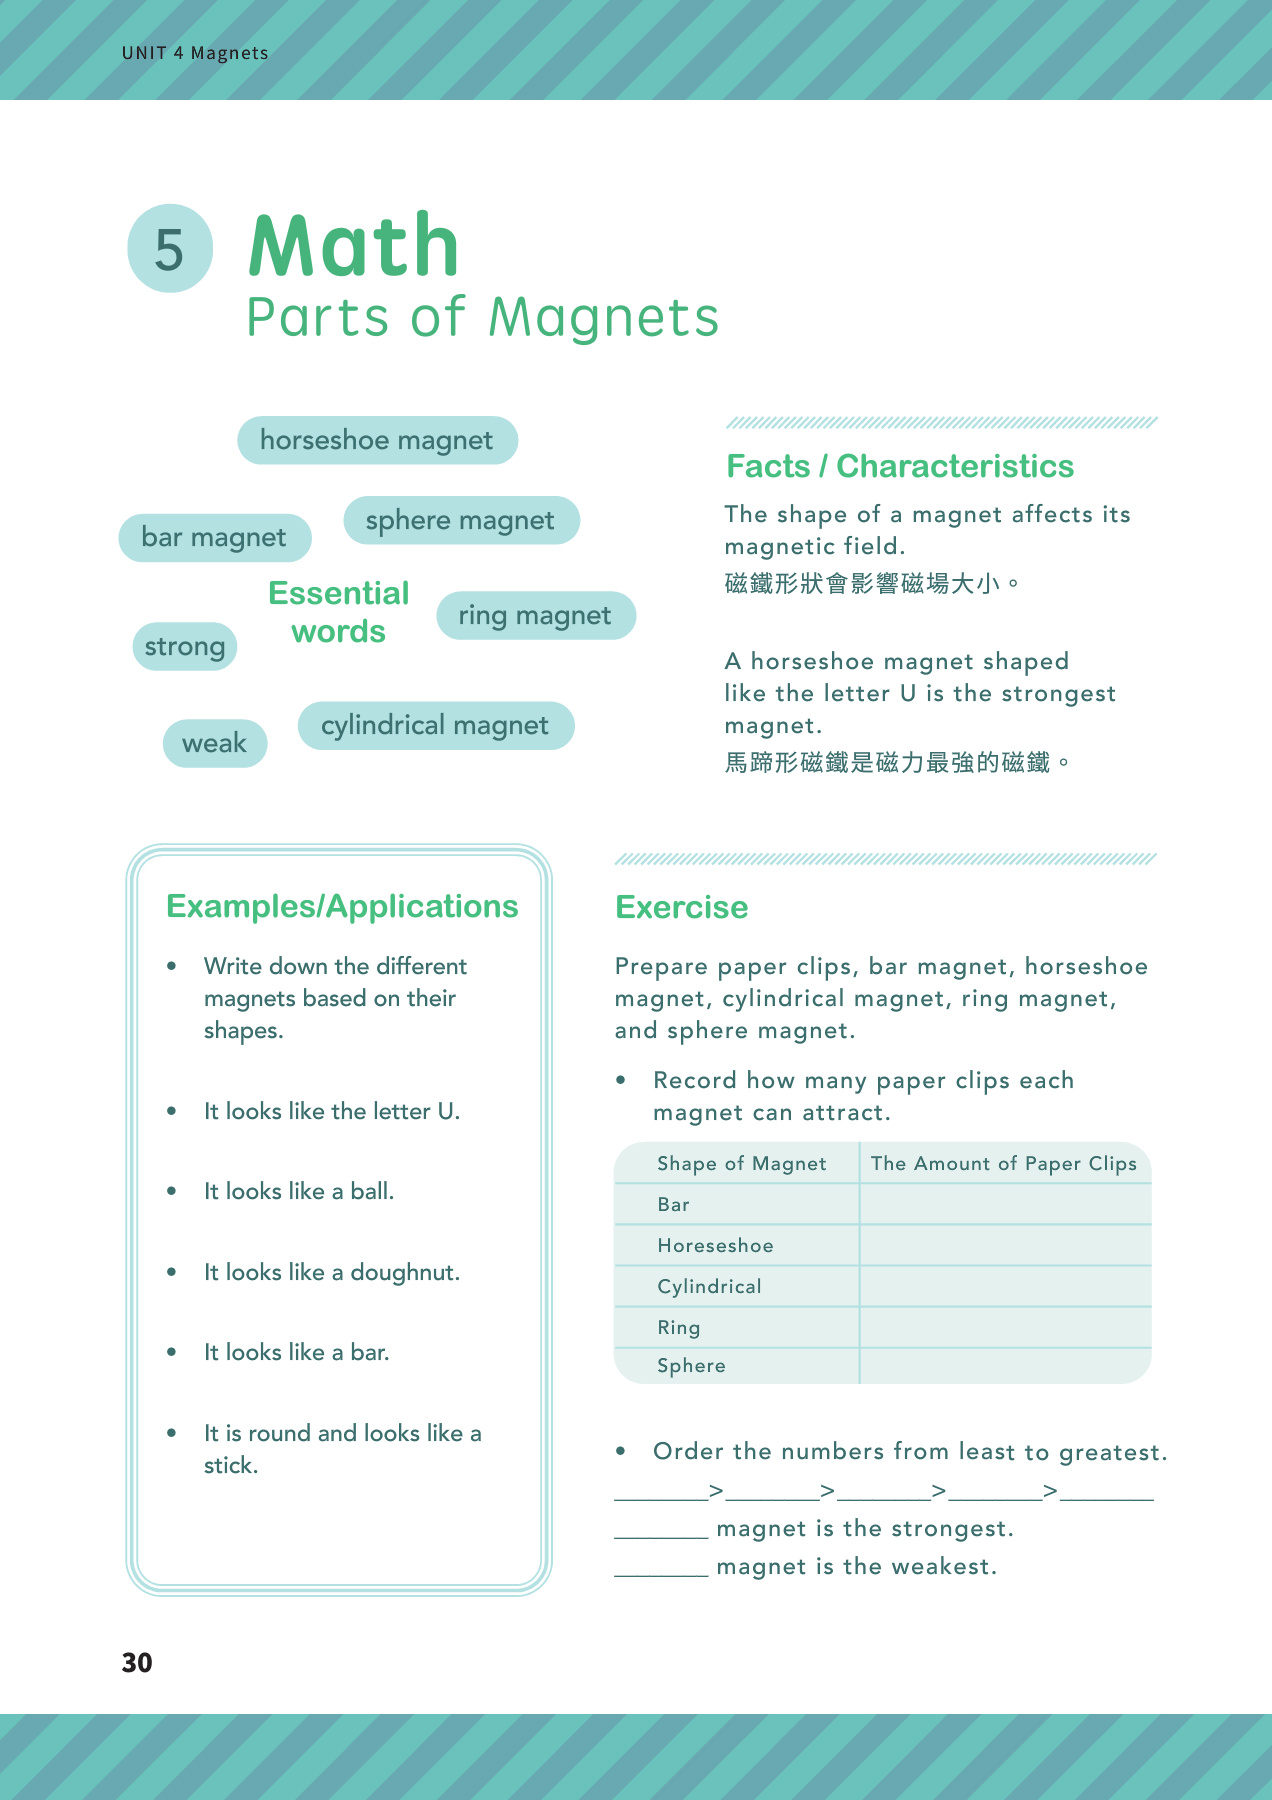 UNIT 4 Magnets
5
Math
Parts of Magnets
horseshoe magnet
sphere magnet
bar magnet
Essential
words
ring magnet
strong
cylindrical magnet
weak
Facts / Characteristics
The shape of a magnet affects its
magnetic field.
磁鐵形狀會影響磁場大小。
A horseshoe magnet shaped
like the letter U is the strongest
magnet.
馬蹄形磁鐵是磁力最強的磁鐵。
Examples/Applications
• Write down the different
magnets based on their
shapes.
• It looks like the letter U.
• It looks like a ball.
• It looks like a doughnut.
• It looks like a bar.
• It is round and looks like a
stick.
Exercise
Prepare paper clips, bar magnet, horseshoe
magnet, cylindrical magnet, ring magnet,
and sphere magnet.
• Record how many paper clips each
magnet can attract.
Shape of Magnet The Amount of Paper Clips
Bar
Horeseshoe
Cylindrical
Ring
Sphere
• Order the numbers from least to greatest.
________>________>________>________>________
________ magnet is the strongest.
________ magnet is the weakest.
30